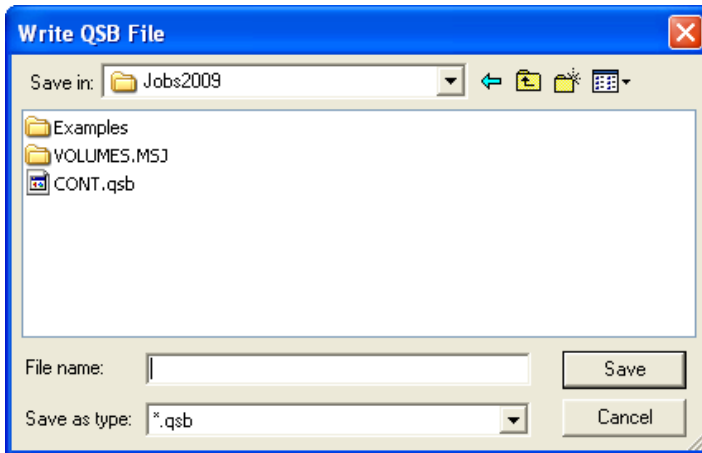 Write QSB File
Save in: Jobs2009
Examples
VOLUMES.MSJ
CONT.qsb
File name: Save
Save as type: *.qsb Cancel